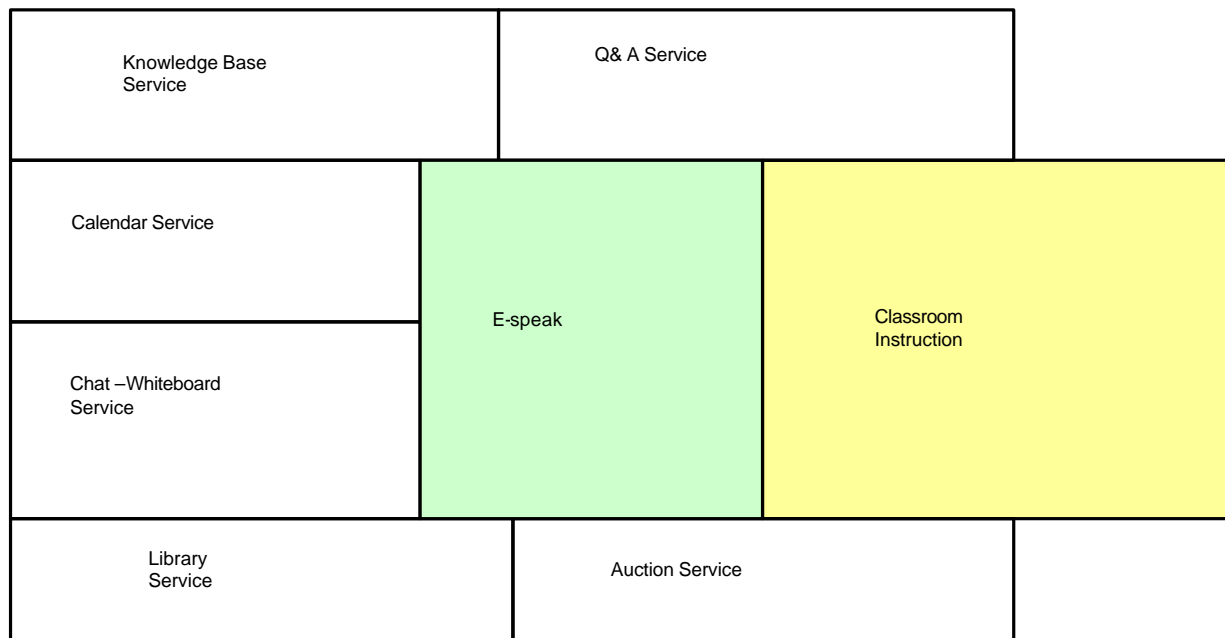 Knowledge Base
Service
Q& A Service
Calendar Service
E-speak
Classroom
Instruction
Chat –Whiteboard
Service
Library
Service
Auction Service